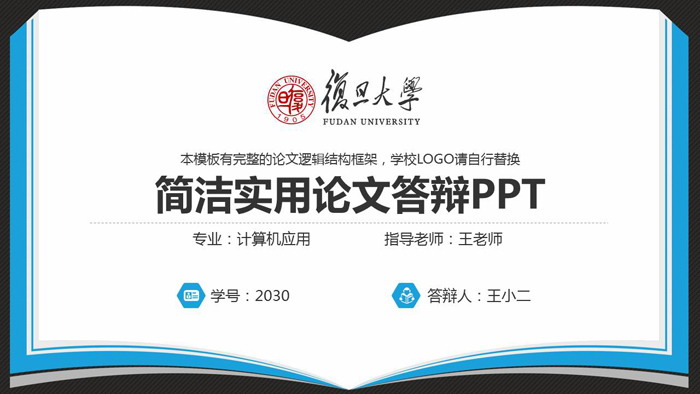 FUDAN UNIVERSITY
1905
復旦大學
FUDAN UNIVERSITY
本模板有完整的论文逻辑结构框架，学校LOGO请自行替换
简洁实用论文答辩PPT
专业：计算机应用 指导老师：王老师
学号：2030 答辩人：王小二